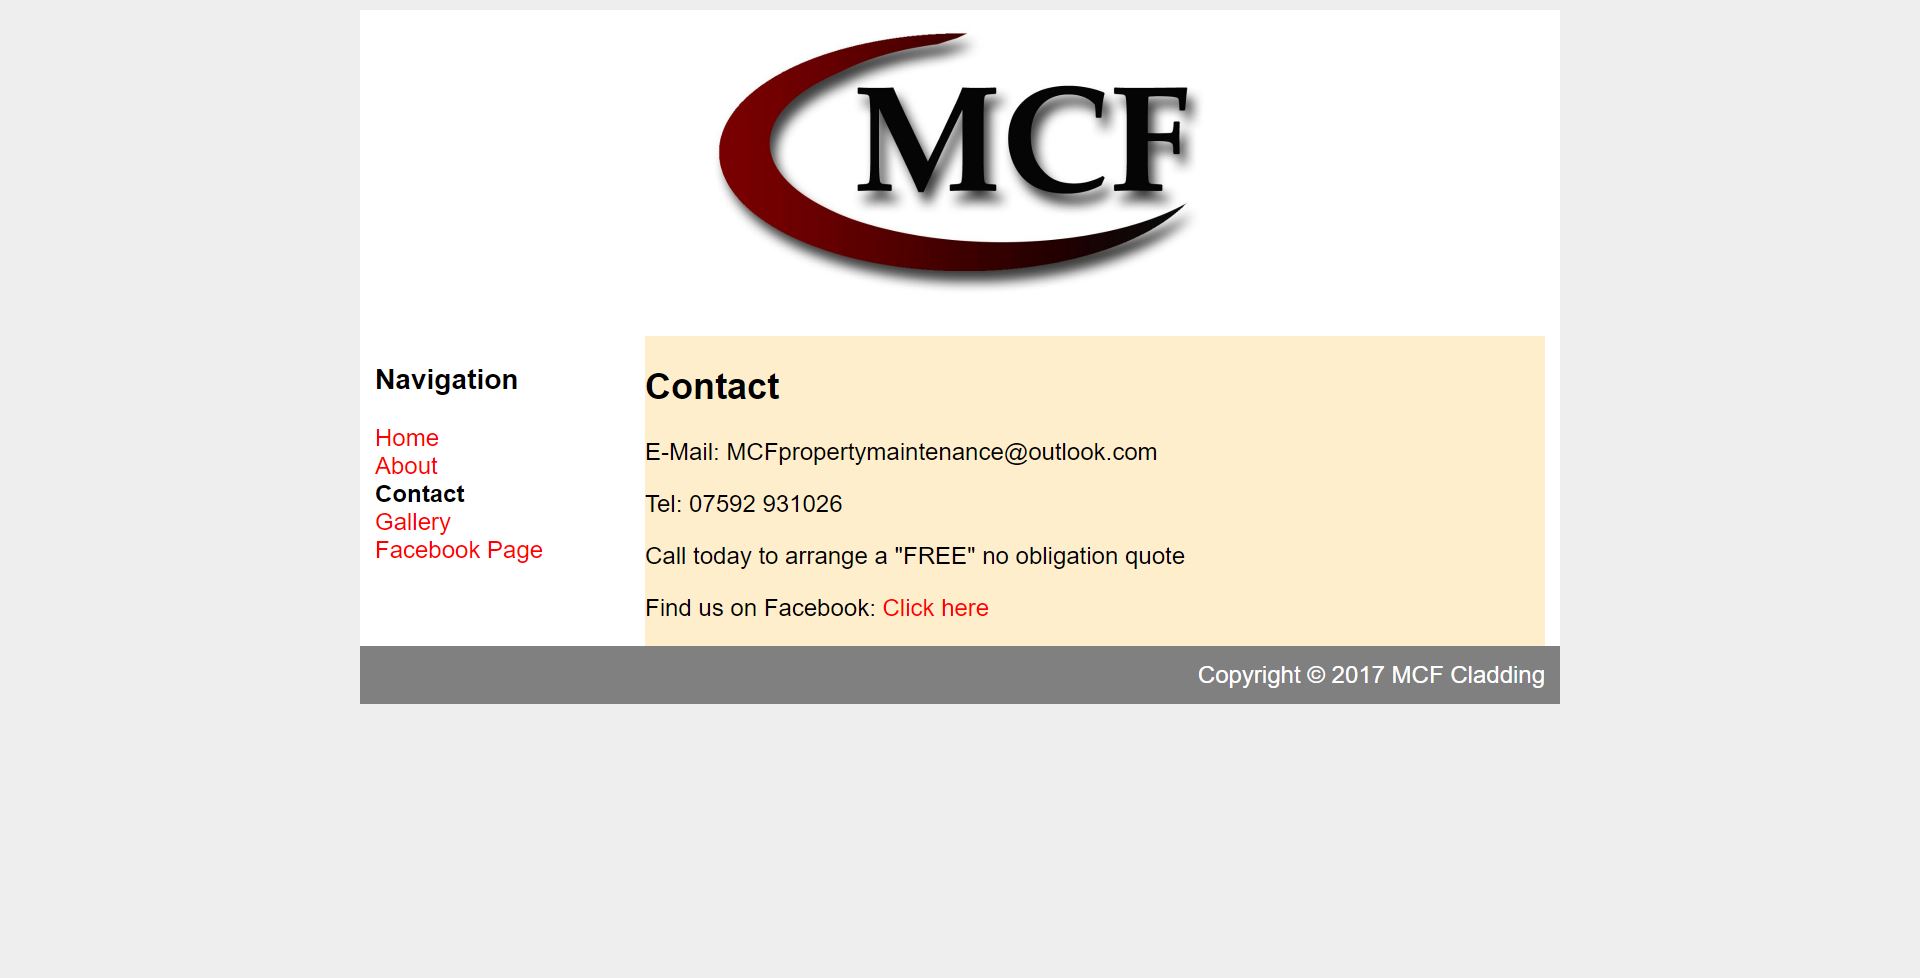 MCF
Navigation
Home
About
Contact
Gallery
Facebook Page
Contact
E-Mail: MCFpropertymaintenance@outlook.com
Tel: 07592 931026
Call today to arrange a "FREE" no obligation quote
Find us on Facebook: Click here
Copyright © 2017 MCF Cladding